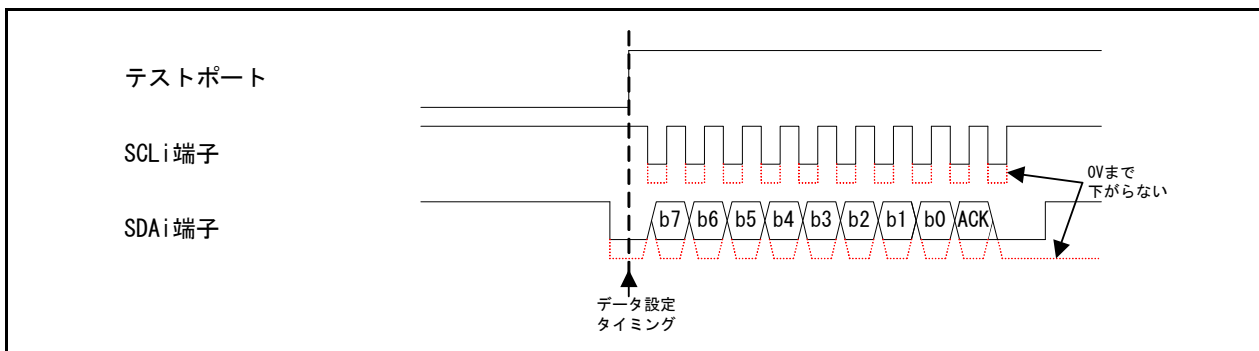 テストポート
SCLi端子
0Vまで
下がらない
SDAi端子
b7 b6 b5 b4 b3 b2 b1 b0 ACK
データ設定
タイミング